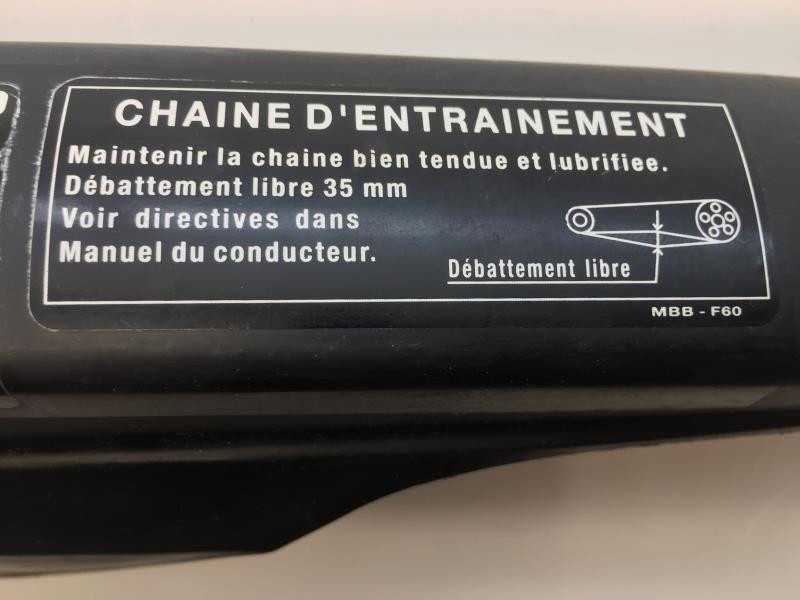 CHAINE D'ENTRAINEMENT
Maintenir la chaine bien tendue et lubrifiee.
Débattement libre 35 mm
Voir directives dans
Manuel du conducteur.
Débattement libre
MBB - F60